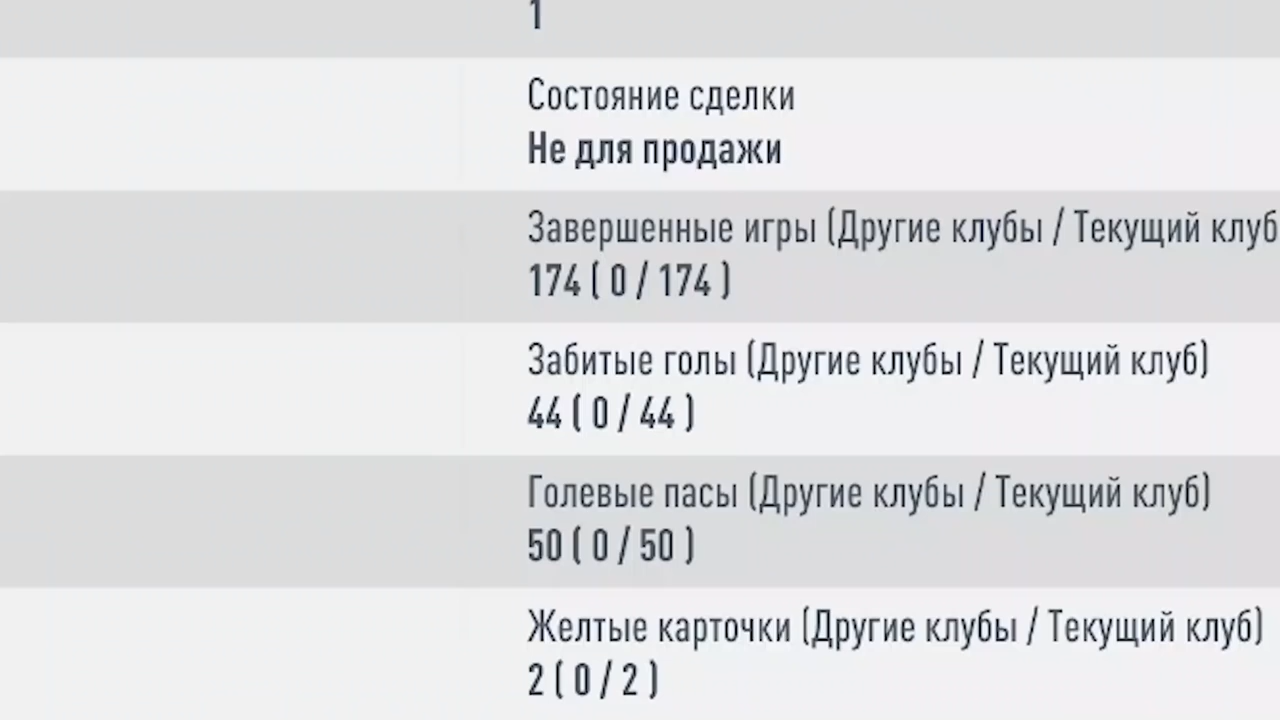 1
Состояние сделки
Не для продажи
Завершенные игры (Другие клубы / Текущий клуб
174 ( 0 / 174 )
Забитые голы (Другие клубы / Текущий клуб)
44 ( 0 / 44 )
Голевые пасы (Другие клубы / Текущий клуб)
50 ( 0 / 50 )
Желтые карточки (Другие клубы / Текущий клуб)
2 ( 0 / 2 )